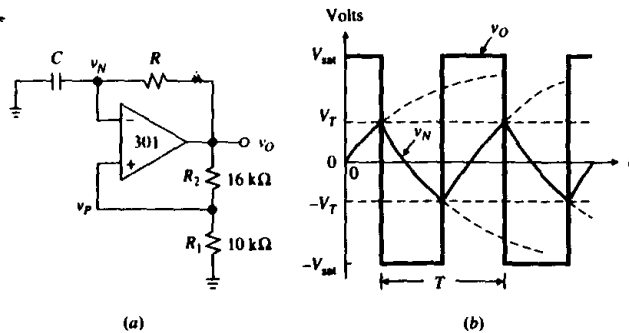 C
v_N
R
301
−
+
v_O
R_2
16 kΩ
v_P
R_1
10 kΩ
(a)
Volts
V_sat
v_O
V_T
v_N
0
0
−V_T
−V_sat
T
(b)